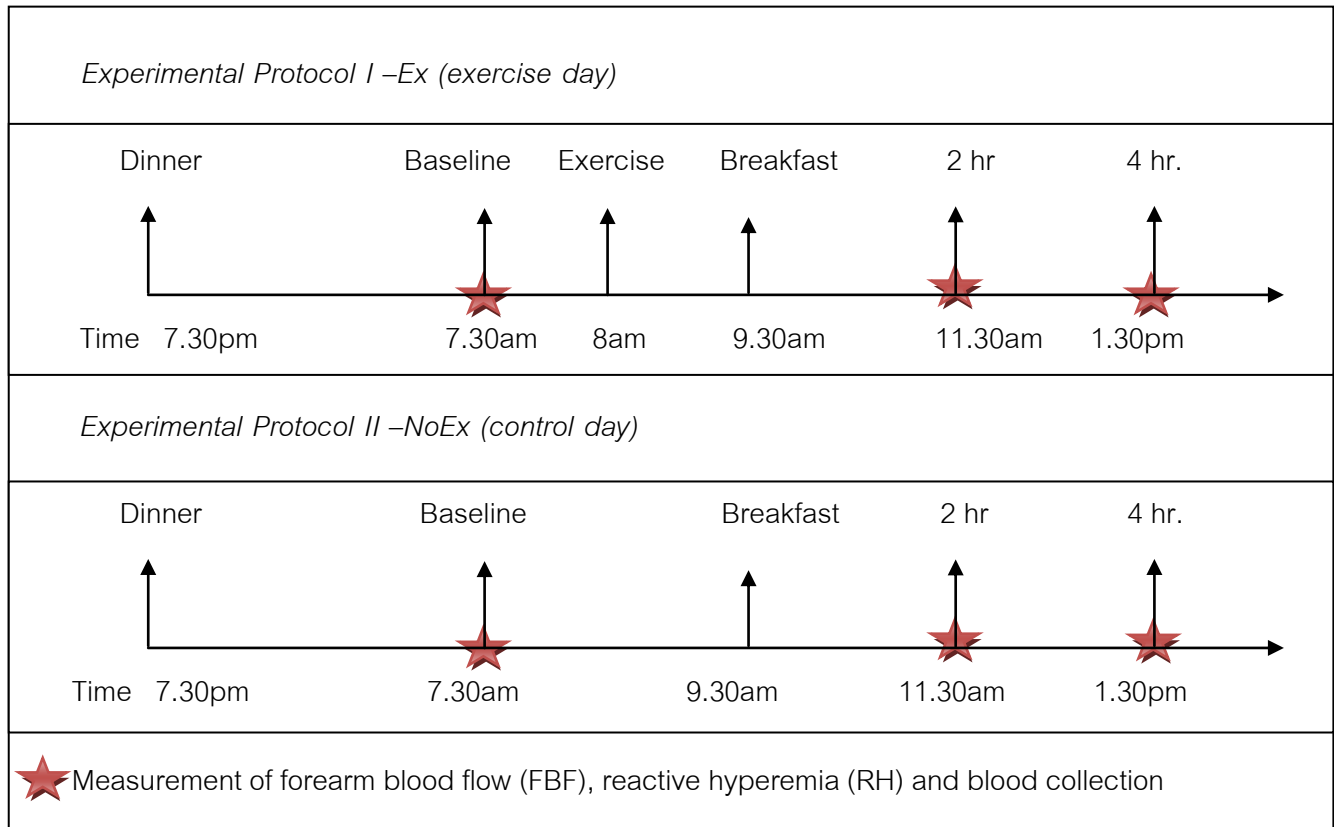 Experimental Protocol I –Ex (exercise day)
Dinner Baseline Exercise Breakfast 2 hr 4 hr.
Time 7.30pm 7.30am 8am 9.30am 11.30am 1.30pm
Experimental Protocol II –NoEx (control day)
Dinner Baseline Breakfast 2 hr 4 hr.
Time 7.30pm 7.30am 9.30am 11.30am 1.30pm
Measurement of forearm blood flow (FBF), reactive hyperemia (RH) and blood collection